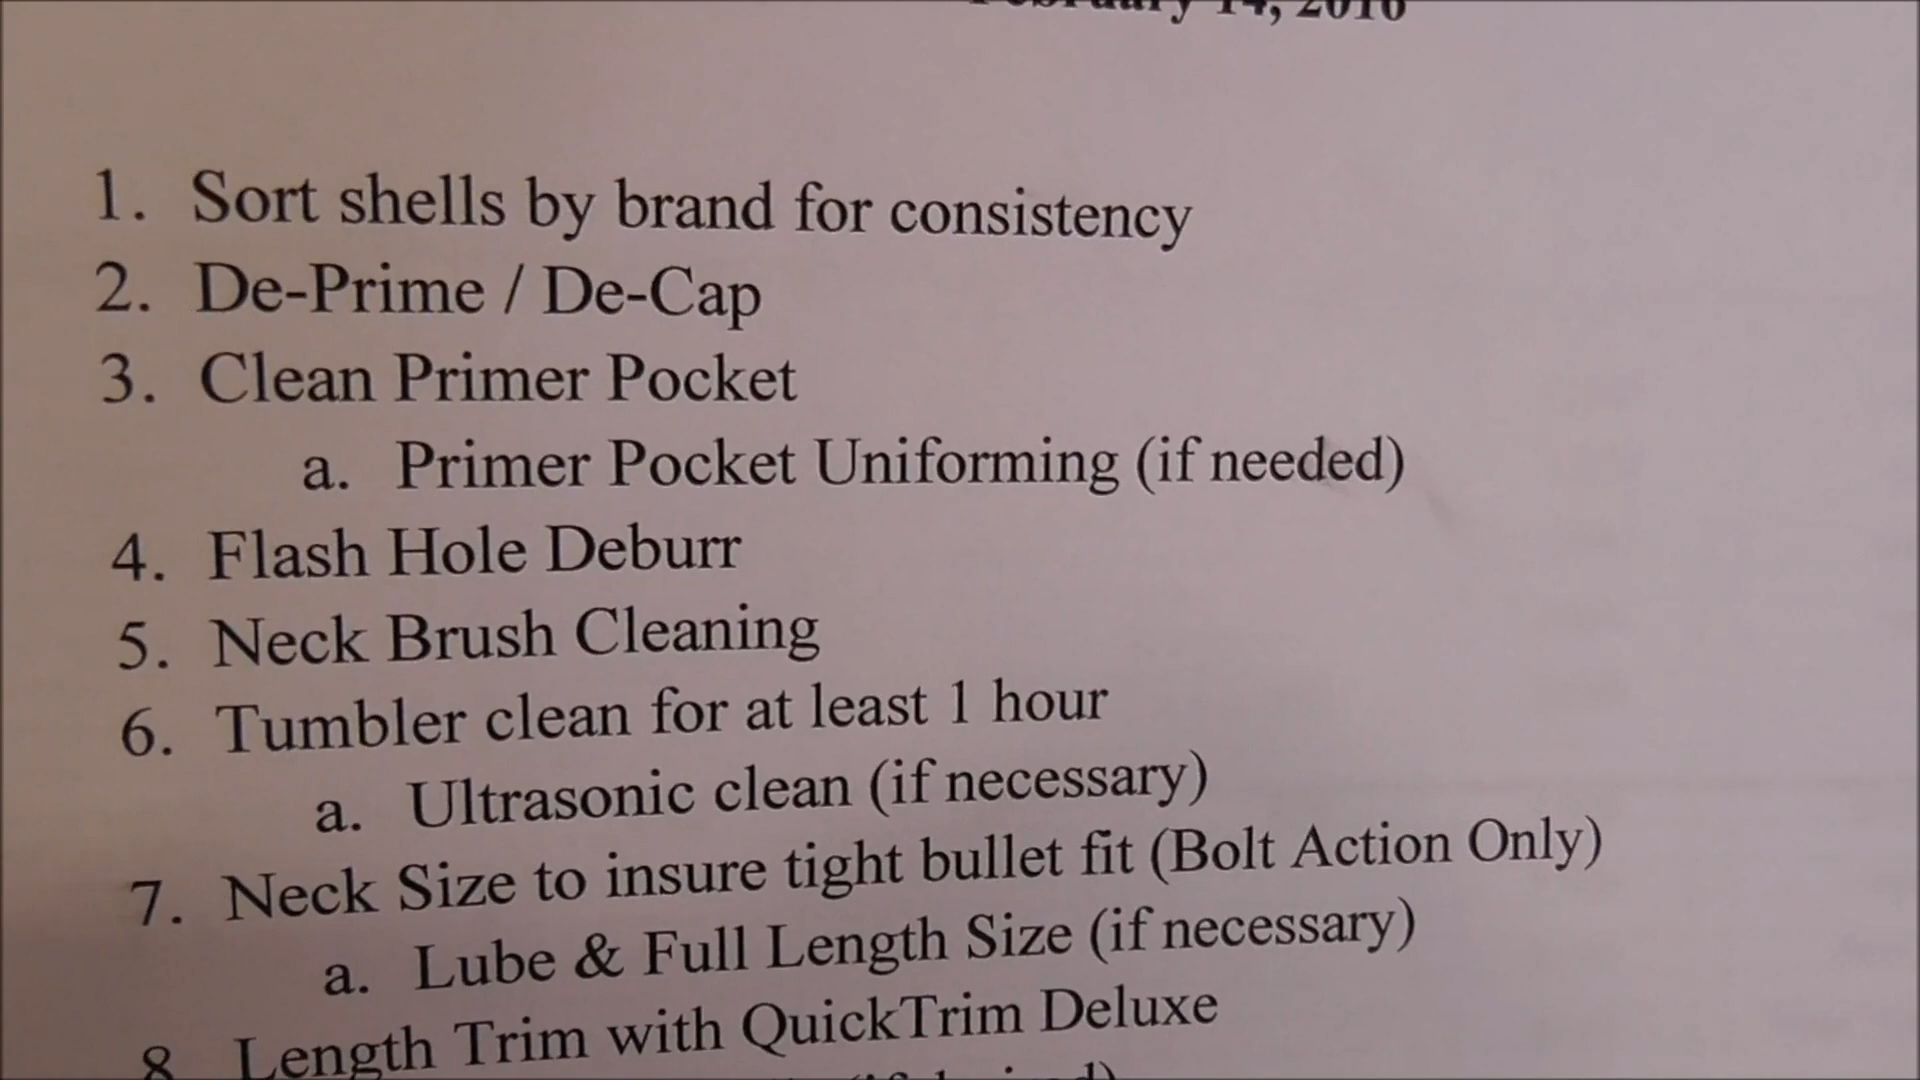 February 14, 2016
1. Sort shells by brand for consistency
2. De-Prime / De-Cap
3. Clean Primer Pocket
a. Primer Pocket Uniforming (if needed)
4. Flash Hole Deburr
5. Neck Brush Cleaning
6. Tumbler clean for at least 1 hour
a. Ultrasonic clean (if necessary)
7. Neck Size to insure tight bullet fit (Bolt Action Only)
a. Lube & Full Length Size (if necessary)
8 Length Trim with QuickTrim Deluxe